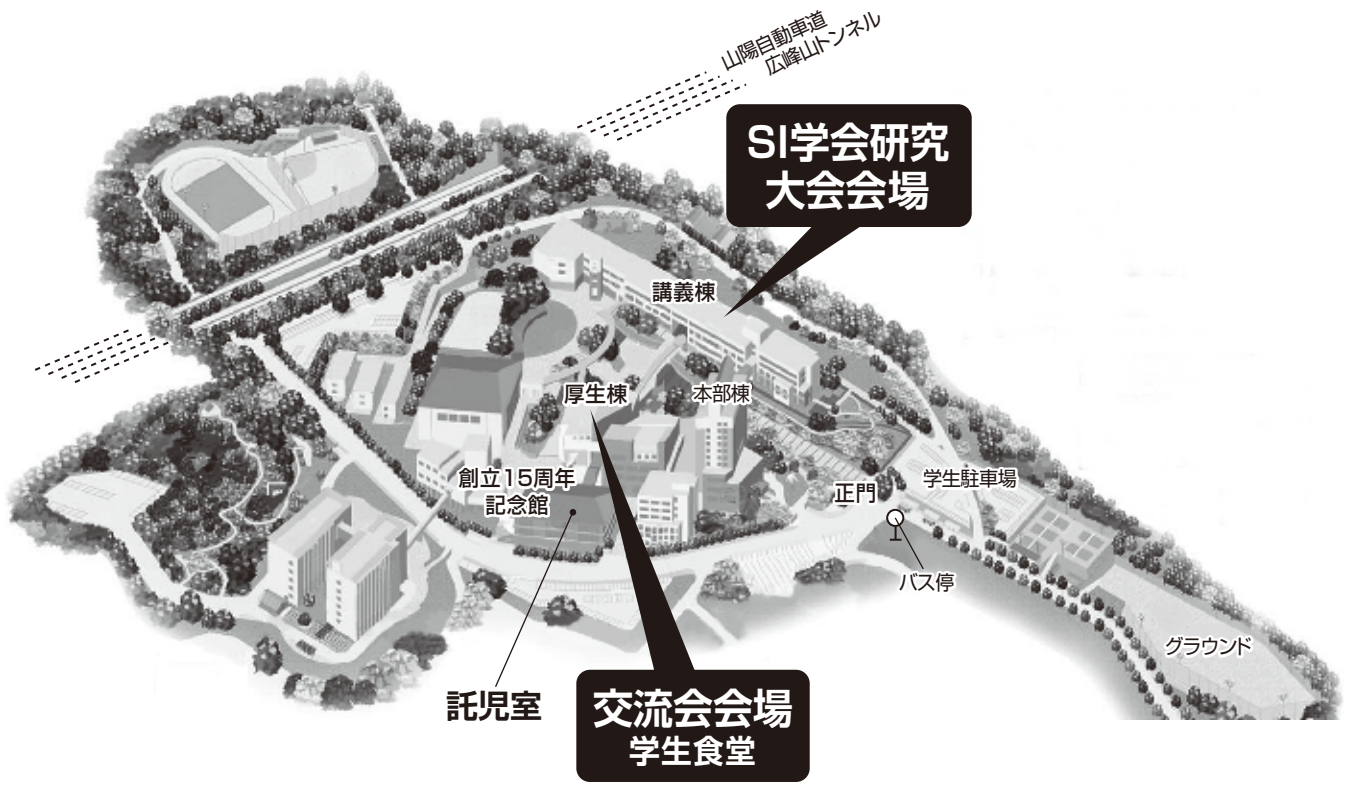 山陽自動車道
広峰山トンネル
SI学会研究
大会会場
講義棟
厚生棟
本部棟
創立15周年
記念館
正門
学生駐車場
バス停
グラウンド
託児室
交流会会場
学生食堂